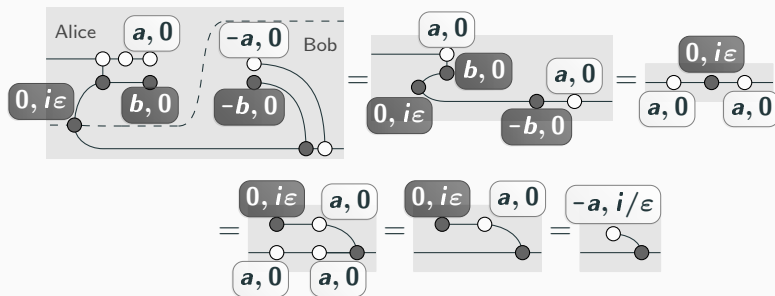 Alice
a, 0
-a, 0
Bob
0, iε
b, 0
-b, 0
=
a, 0
b, 0
0, iε
a, 0
-b, 0
=
0, iε
a, 0
a, 0
=
0, iε
a, 0
a, 0
a, 0
=
0, iε
a, 0
=
-a, i/ε